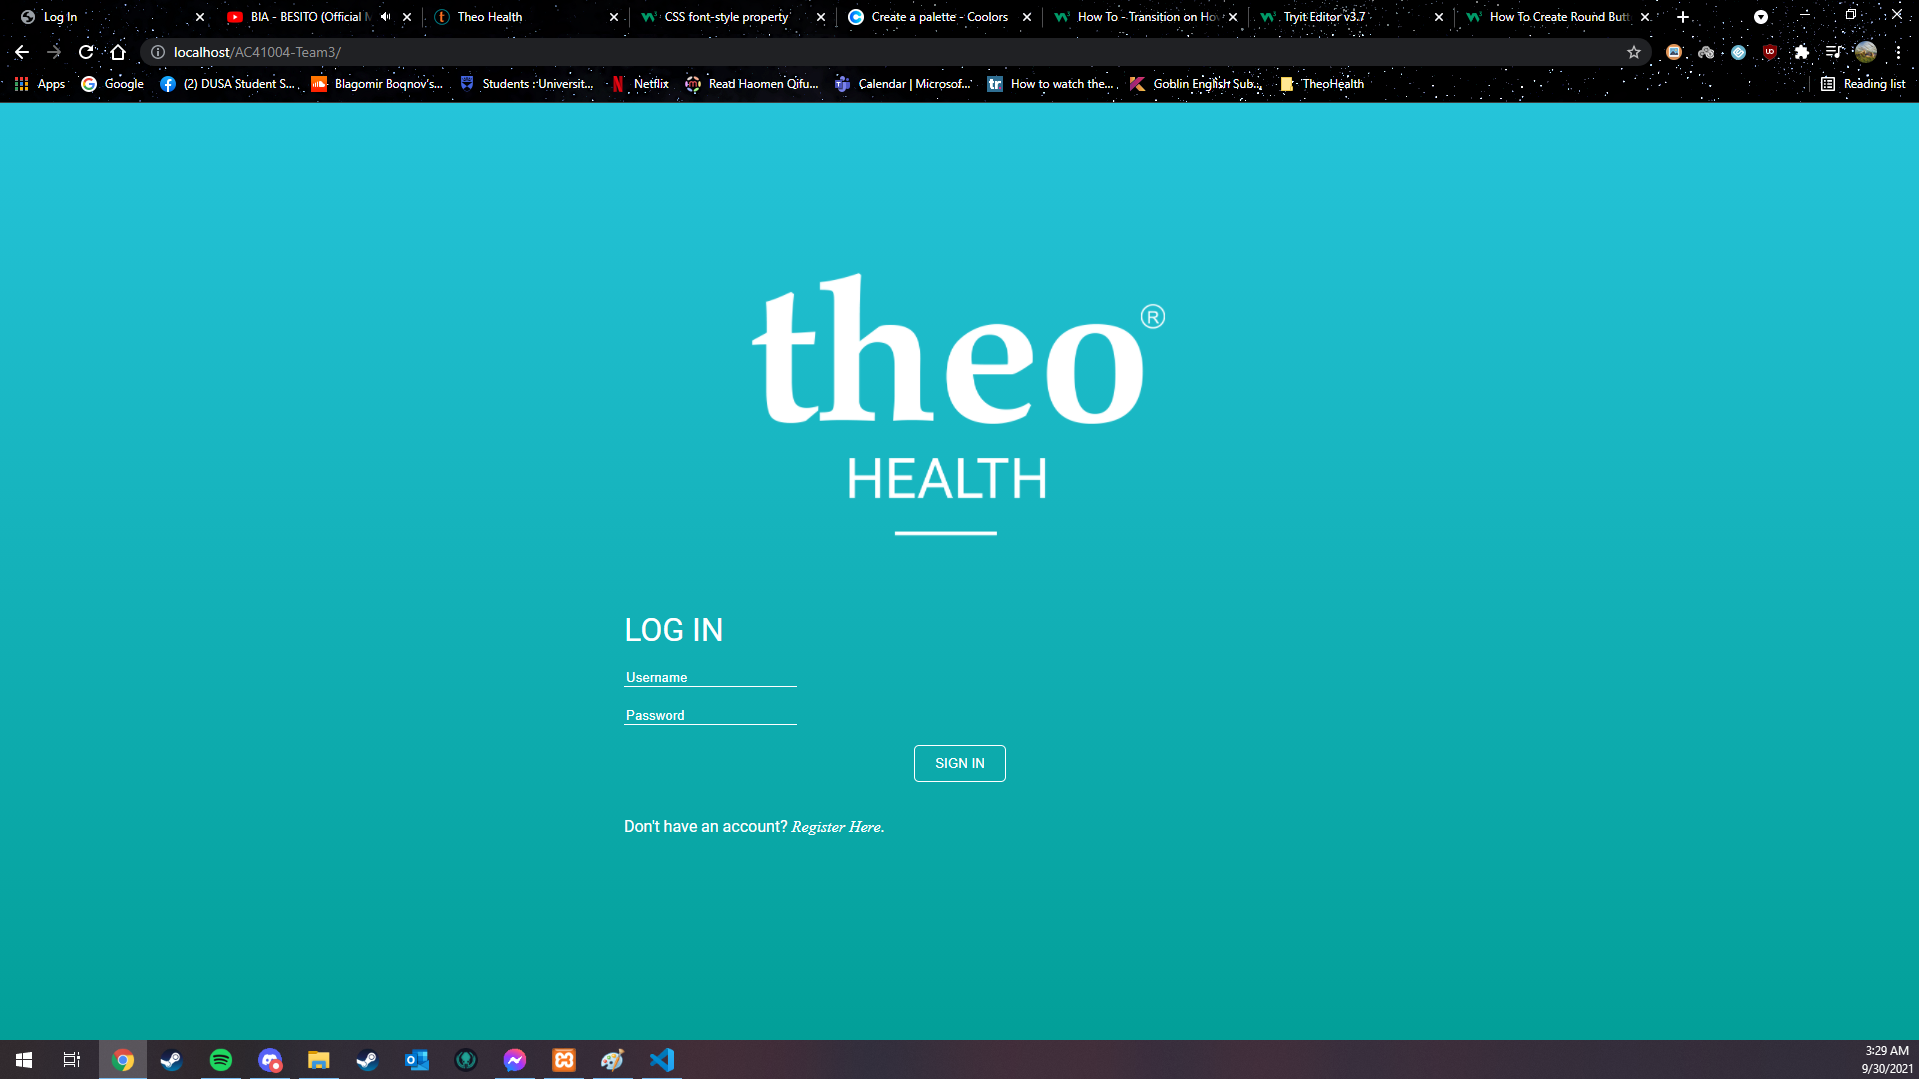 Log In
BIA - BESITO (Official M
Theo Health
CSS font-style property
Create a palette - Coolors
How To - Transition on Hov
Tryit Editor v3.7
How To Create Round Butt
localhost/AC41004-Team3/
Apps
Google
(2) DUSA Student S...
Blagomir Boqnov's...
Students : Universit...
Netflix
Read Haomen Qifu...
Calendar | Microsof...
How to watch the...
Goblin English Sub...
TheoHealth
Reading list
theo®
HEALTH
LOG IN
Username
Password
SIGN IN
Don't have an account? Register Here.
3:29 AM
9/30/2021